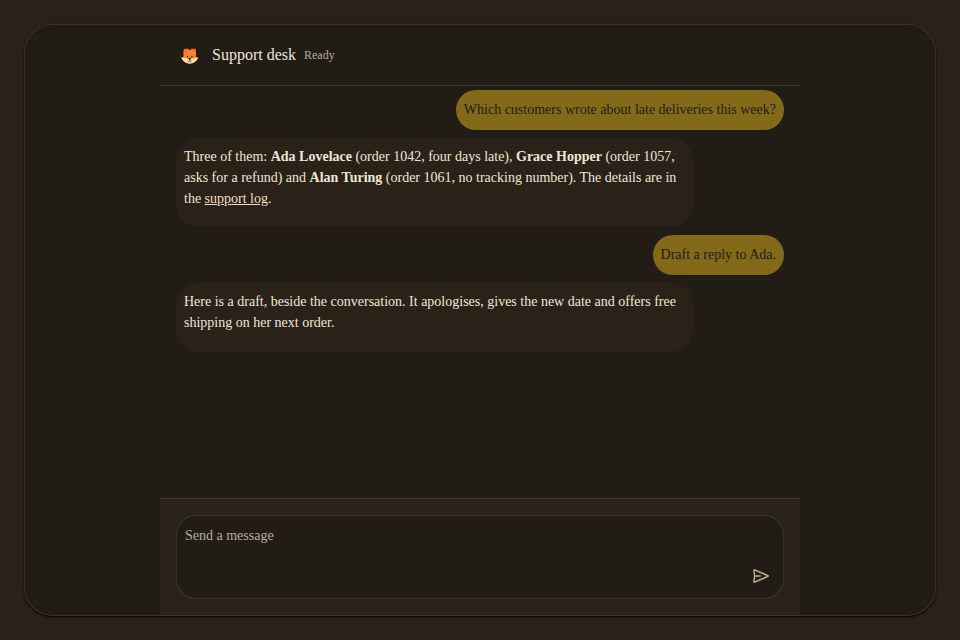 Support desk Ready
Which customers wrote about late deliveries this week?
Three of them: Ada Lovelace (order 1042, four days late), Grace Hopper (order 1057,
asks for a refund) and Alan Turing (order 1061, no tracking number). The details are in
the support log.
Draft a reply to Ada.
Here is a draft, beside the conversation. It apologises, gives the new date and offers free
shipping on her next order.
Send a message